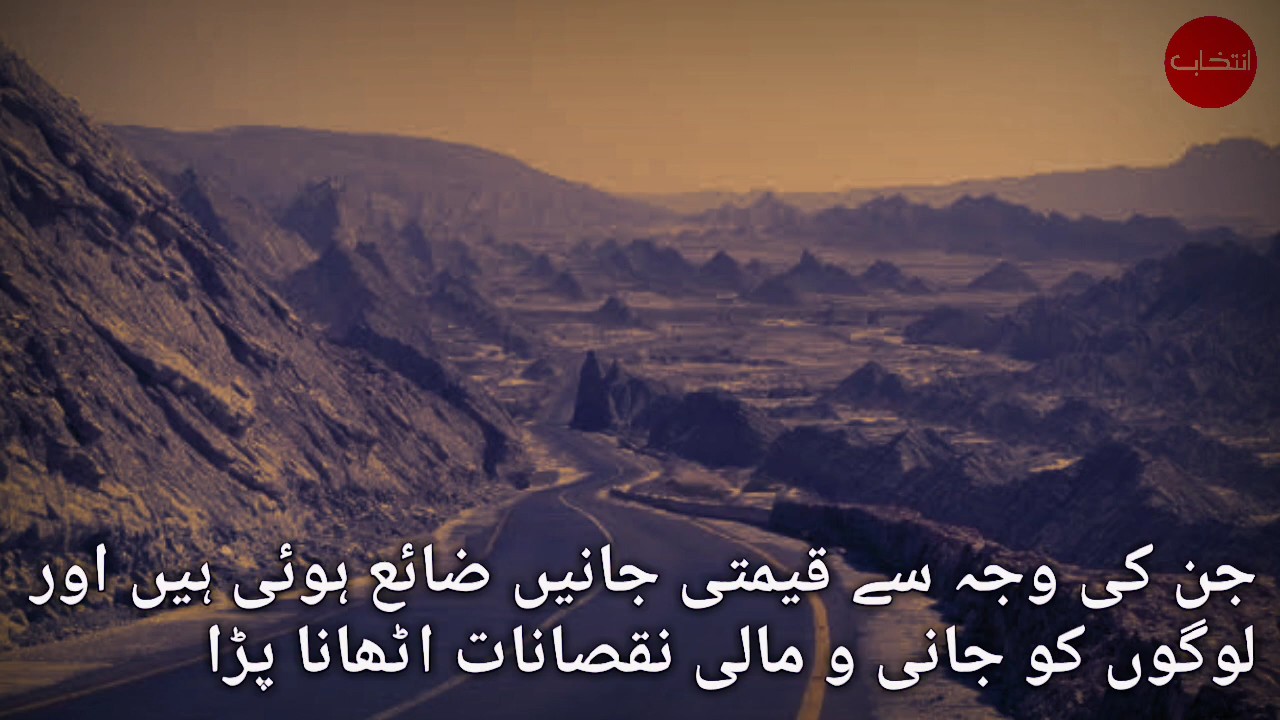 انتخاب
جن کی وجہ سے قیمتی جانیں ضائع ہوئی ہیں اور
لوگوں کو جانی و مالی نقصانات اٹھانا پڑا